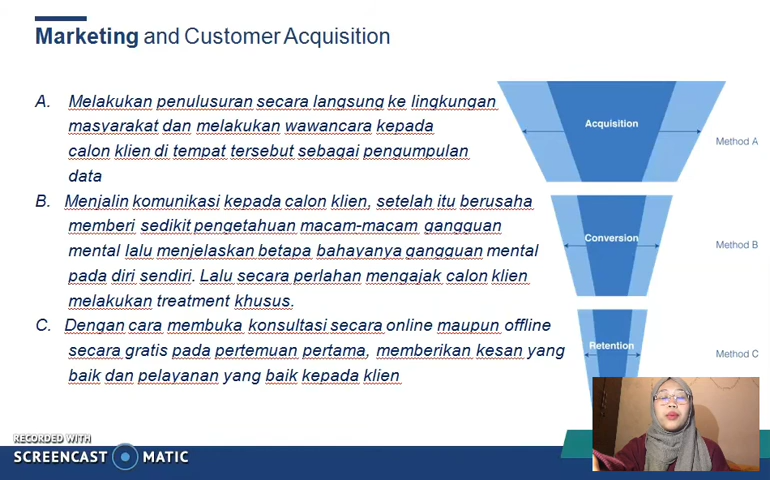 Marketing and Customer Acquisition
A. Melakukan penulusuran secara langsung ke lingkungan
masyarakat dan melakukan wawancara kepada
calon klien di tempat tersebut sebagai pengumpulan
data
B. Menjalin komunikasi kepada calon klien, setelah itu berusaha
memberi sedikit pengetahuan macam-macam gangguan
mental lalu menjelaskan betapa bahayanya gangguan mental
pada diri sendiri. Lalu secara perlahan mengajak calon klien
melakukan treatment khusus.
C. Dengan cara membuka konsultasi secara online maupun offline
secara gratis pada pertemuan pertama, memberikan kesan yang
baik dan pelayanan yang baik kepada klien
Acquisition
Method A
Conversion
Method B
Retention
Method C
RECORDED WITH
SCREENCAST MATIC